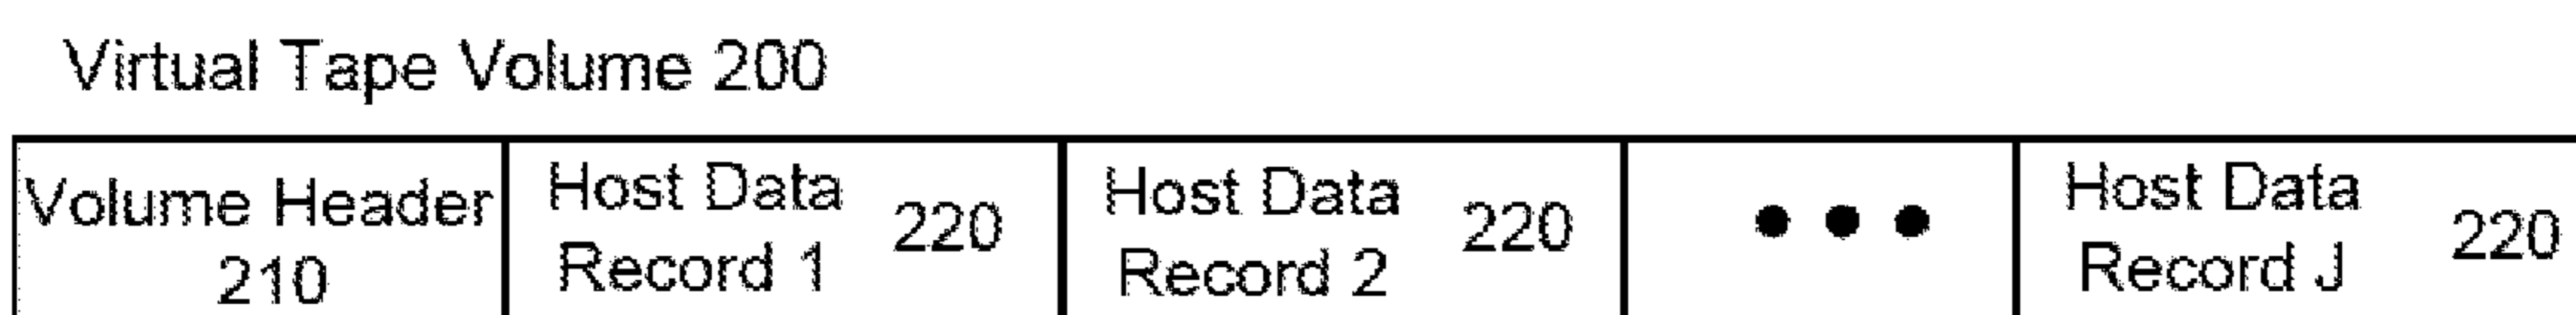 Virtual Tape Volume 200
Volume Header
210
Host Data
Record 1
220
Host Data
Record 2
220
• • •
Host Data
Record J
220